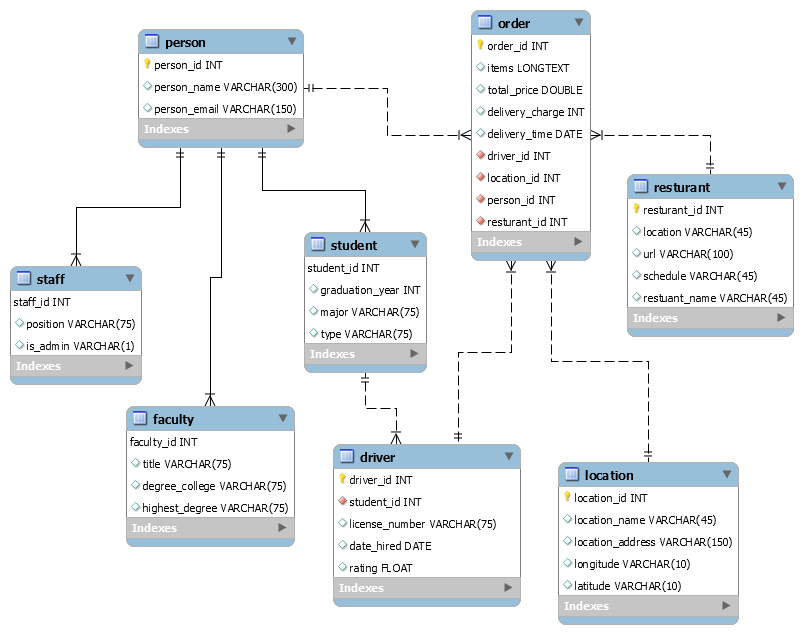 person
person_id INT
person_name VARCHAR(300)
person_email VARCHAR(150)
Indexes
order
order_id INT
items LONGTEXT
total_price DOUBLE
delivery_charge INT
delivery_time DATE
driver_id INT
location_id INT
person_id INT
resturant_id INT
Indexes
resturant
resturant_id INT
location VARCHAR(45)
url VARCHAR(100)
schedule VARCHAR(45)
restuant_name VARCHAR(45)
Indexes
staff
staff_id INT
position VARCHAR(75)
is_admin VARCHAR(1)
Indexes
student
student_id INT
graduation_year INT
major VARCHAR(75)
type VARCHAR(75)
Indexes
faculty
faculty_id INT
title VARCHAR(75)
degree_college VARCHAR(75)
highest_degree VARCHAR(75)
Indexes
driver
driver_id INT
student_id INT
license_number VARCHAR(75)
date_hired DATE
rating FLOAT
Indexes
location
location_id INT
location_name VARCHAR(45)
location_address VARCHAR(150)
longitude VARCHAR(10)
latitude VARCHAR(10)
Indexes